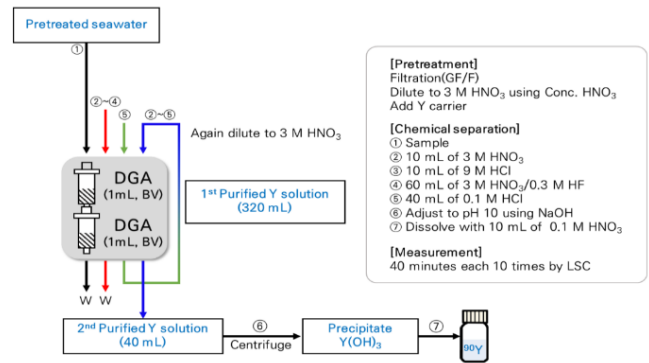 Pretreated seawater
①
②~④
⑤
②~⑤
Again dilute to 3 M HNO₃
DGA
(1mL, BV)
DGA
(1mL, BV)
1st Purified Y solution
(320 mL)
W W
2nd Purified Y solution
(40 mL)
⑥
Centrifuge
Precipitate
Y(OH)₃
⑦
90Y
[Pretreatment]
Filtration(GF/F)
Dilute to 3 M HNO₃ using Conc. HNO₃
Add Y carrier
[Chemical separation]
① Sample
② 10 mL of 3 M HNO₃
③ 10 mL of 9 M HCl
④ 60 mL of 3 M HNO₃/0.3 M HF
⑤ 40 mL of 0.1 M HCl
⑥ Adjust to pH 10 using NaOH
⑦ Dissolve with 10 mL of 0.1 M HNO₃
[Measurement]
40 minutes each 10 times by LSC